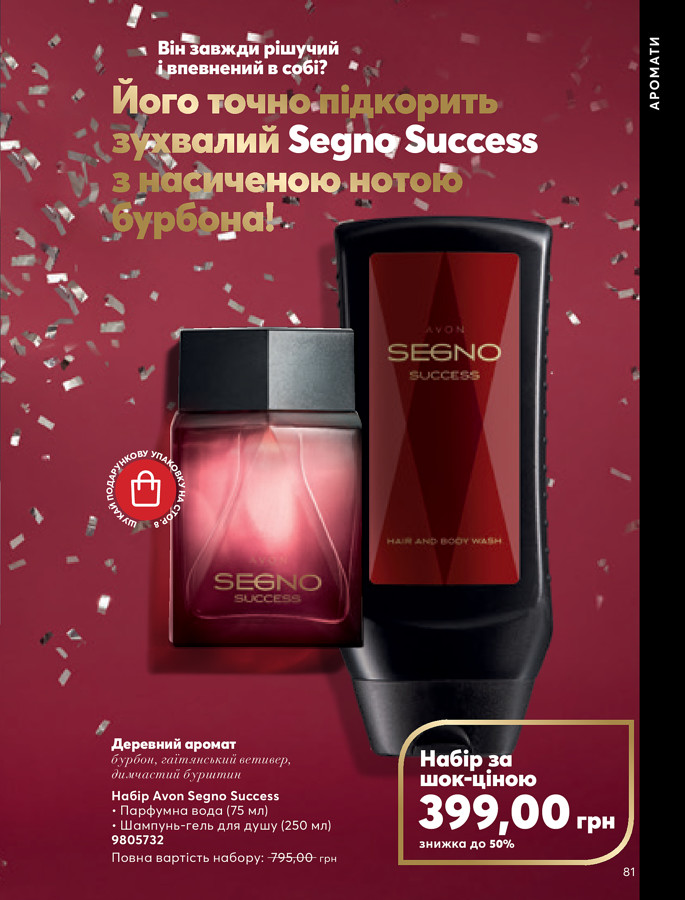 АРОМАТИ
Він завжди рішучий
і впевнений в собі?
Його точно підкорить
зухвалий Segno Success
з насиченою нотою
бурбона!
AVON
SEGNO
SUCCESS
HAIR AND BODY WASH
ШУКАЙ ПОДАРУНКОВУ УПАКОВКУ НА СТОР. 8
AVON
SEGNO
SUCCESS
Деревний аромат
бурбон, гаїтянський ветивер,
димчастий бурштин
Набір Avon Segno Success
• Парфумна вода (75 мл)
• Шампунь-гель для душу (250 мл)
9805732
Повна вартість набору: 795,00 грн
Набір за
шок-ціною
399,00 грн
знижка до 50%
81